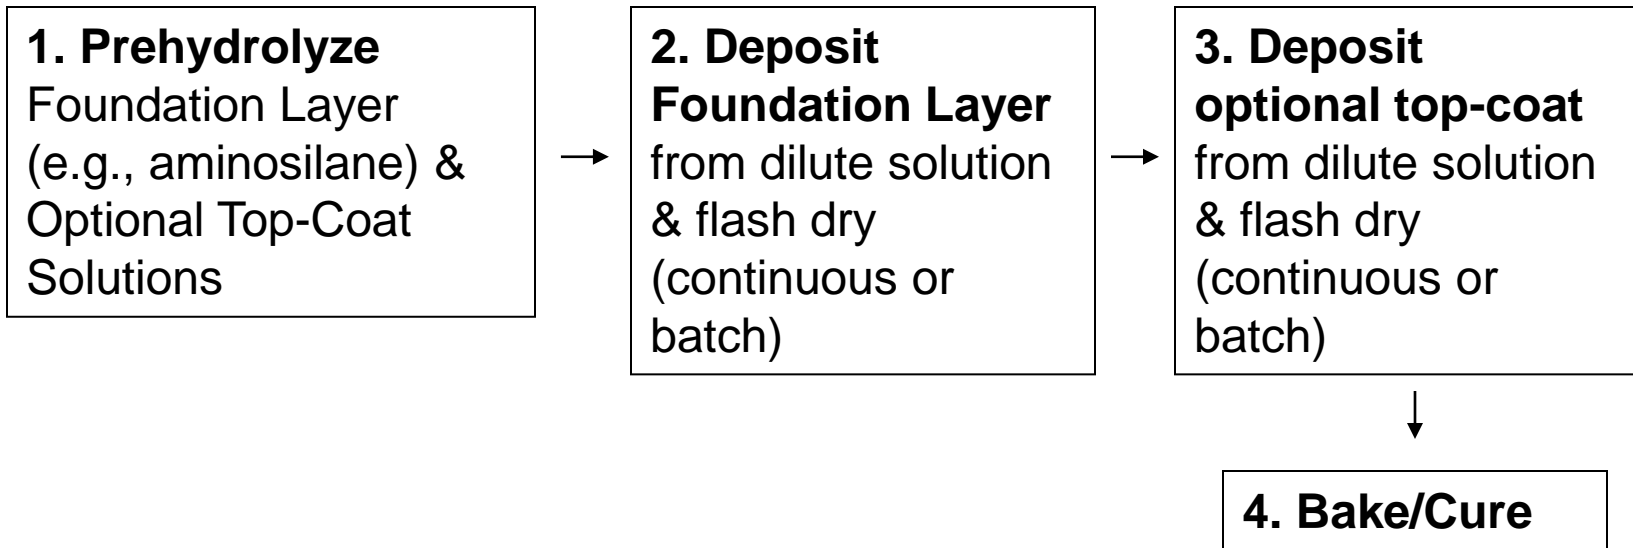 1. Prehydrolyze
Foundation Layer
(e.g., aminosilane) &
Optional Top-Coat
Solutions
2. Deposit
Foundation Layer
from dilute solution
& flash dry
(continuous or
batch)
3. Deposit
optional top-coat
from dilute solution
& flash dry
(continuous or
batch)
4. Bake/Cure